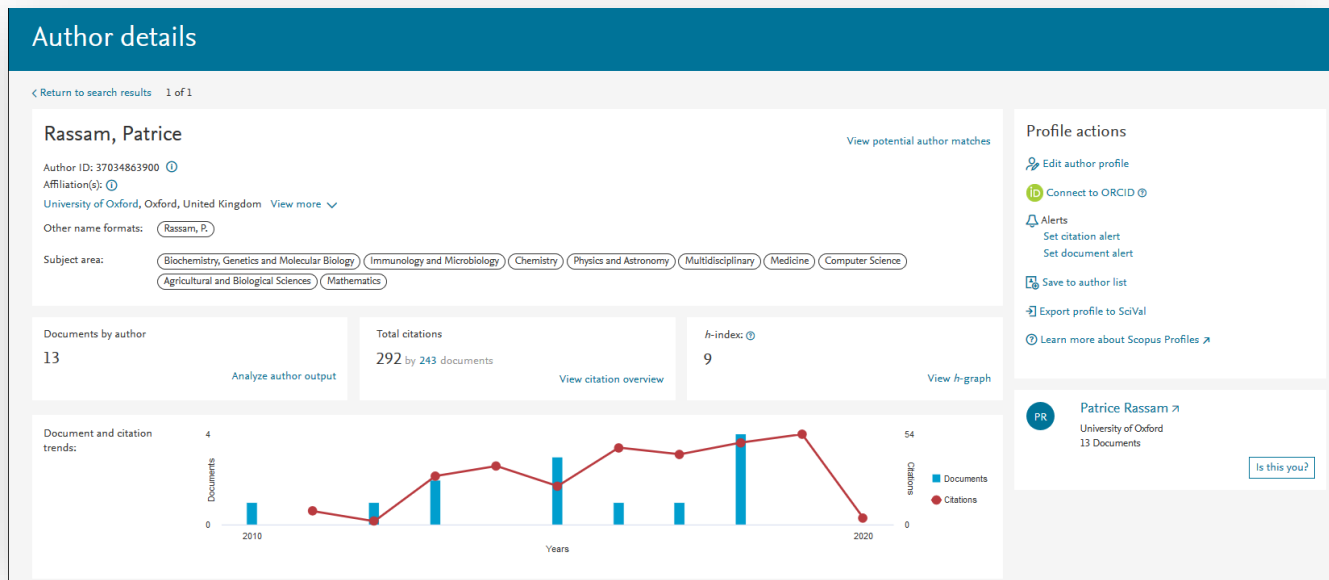 Author details
Return to search results 1 of 1
Rassam, Patrice
View potential author matches
Author ID: 37034863900
Affiliation(s):
University of Oxford, Oxford, United Kingdom View more
Other name formats: Rassam, P.
Subject area: Biochemistry, Genetics and Molecular Biology Immunology and Microbiology Chemistry Physics and Astronomy Multidisciplinary Medicine Computer Science
Agricultural and Biological Sciences Mathematics
Documents by author
13
Analyze author output
Total citations
292 by 243 documents
View citation overview
h-index:
9
View h-graph
Document and citation
trends:
4
0
Documents
2010
2020
Years
54
0
Citations
Documents
Citations
Profile actions
Edit author profile
iD Connect to ORCID
Alerts
Set citation alert
Set document alert
Save to author list
Export profile to SciVal
Learn more about Scopus Profiles
PR
Patrice Rassam
University of Oxford
13 Documents
Is this you?